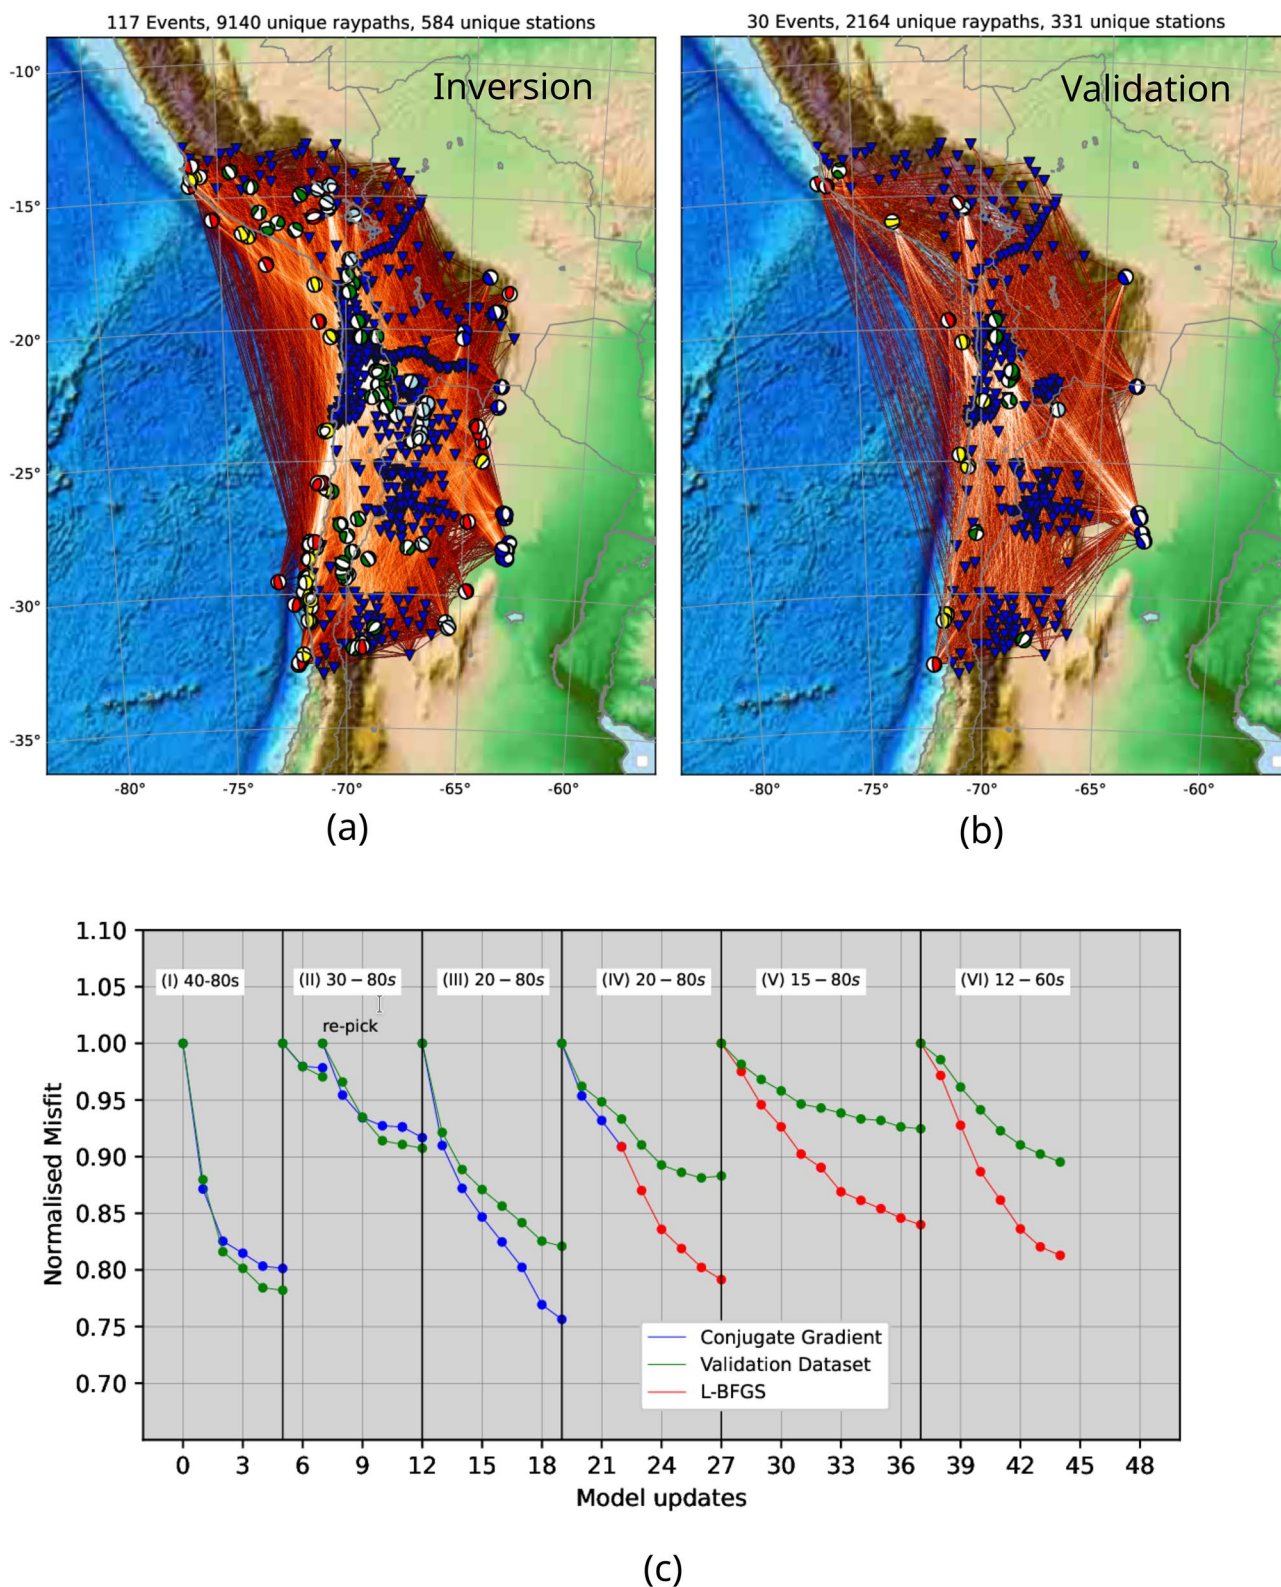 117 Events, 9140 unique raypaths, 584 unique stations
30 Events, 2164 unique raypaths, 331 unique stations
Inversion
Validation
-10°
-15°
-20°
-25°
-30°
-35°
-80°
-75°
-70°
-65°
-60°
-80°
-75°
-70°
-65°
-60°
(a)
(b)
1.10
1.05
1.00
0.95
0.90
0.85
0.80
0.75
0.70
Normalised Misfit
(I) 40-80s
(II) 30 − 80s
(III) 20 − 80s
(IV) 20 − 80s
(V) 15 − 80s
(VI) 12 − 60s
re-pick
Conjugate Gradient
Validation Dataset
L-BFGS
0 3 6 9 12 15 18 21 24 27 30 33 36 39 42 45 48
Model updates
(c)